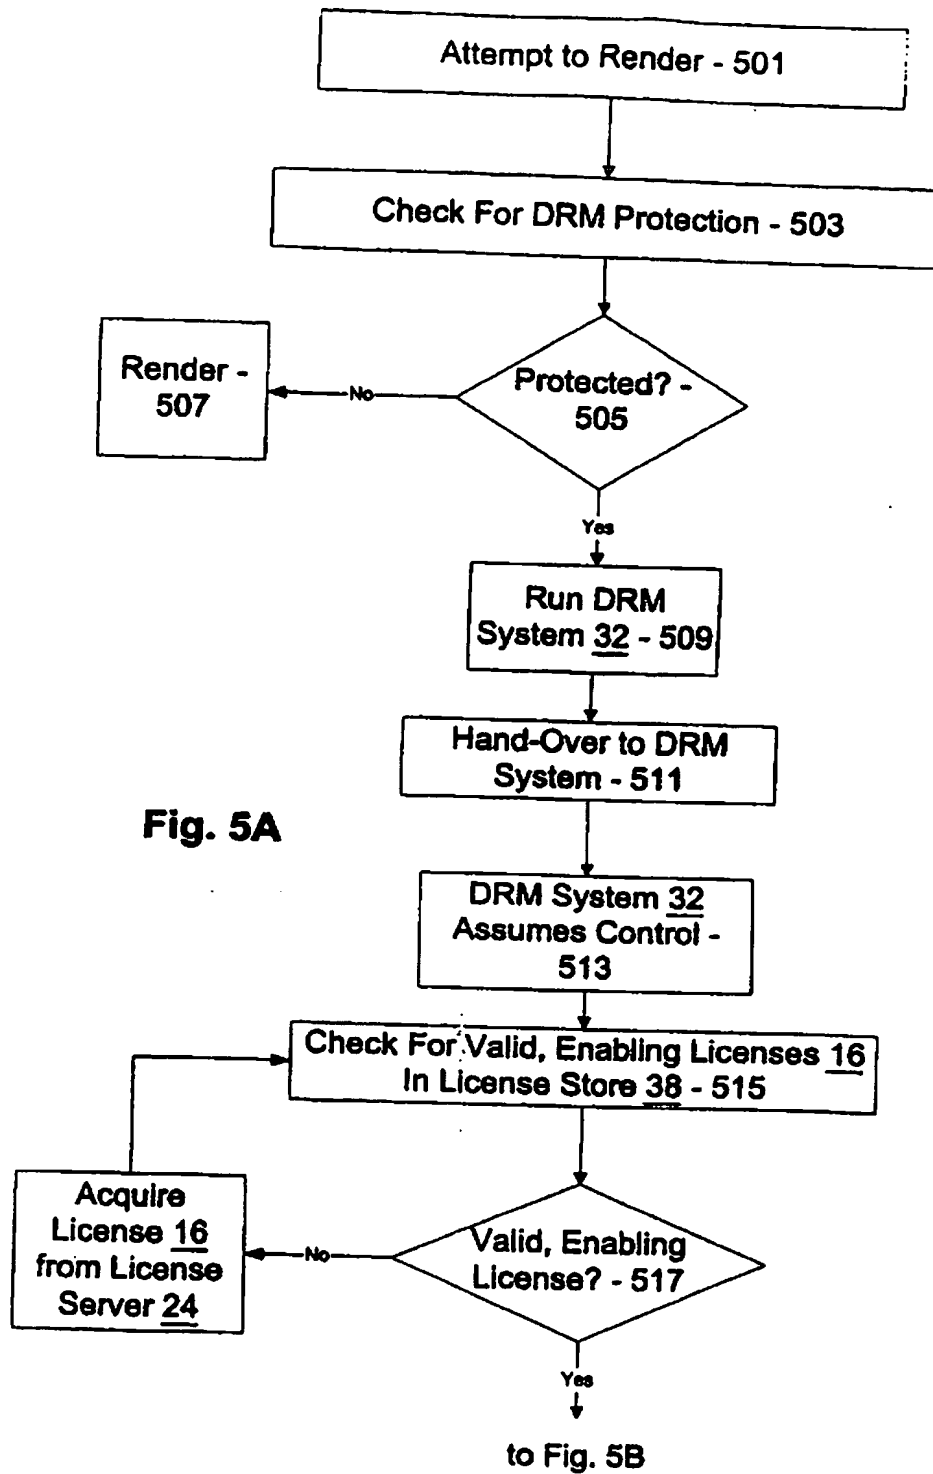 Attempt to Render - 501
Check For DRM Protection - 503
Render -
507
No
Protected? -
505
Yes
Run DRM
System 32 - 509
Hand-Over to DRM
System - 511
Fig. 5A
DRM System 32
Assumes Control -
513
Check For Valid, Enabling Licenses 16
In License Store 38 - 515
Acquire
License 16
from License
Server 24
No
Valid, Enabling
License? - 517
Yes
to Fig. 5B